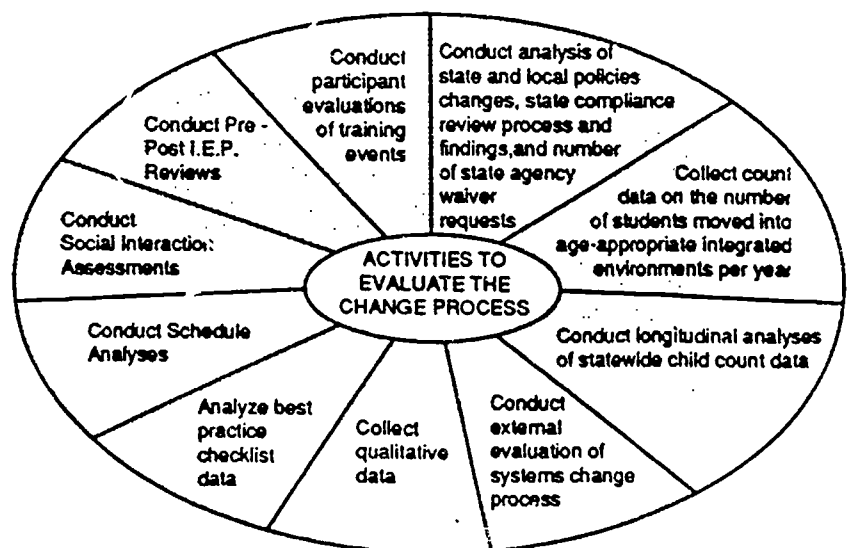 ACTIVITIES TO
EVALUATE THE
CHANGE PROCESS
Conduct analysis of
state and local policies
changes, state compliance
review process and
findings,and number
of state agency
waiver
requests
Collect count
data on the number
of students moved into
age-appropriate integrated
environments per year
Conduct longitudinal analyses
of statewide child count data
Conduct
external
evaluation of
systems change
process
Collect
qualitative
data
Analyze best
practice
checklist
data
Conduct Schedule
Analyses
Conduct
Social Interaction
Assessments
Conduct Pre -
Post I.E.P.
Reviews
Conduct
participant
evaluations
of training
events